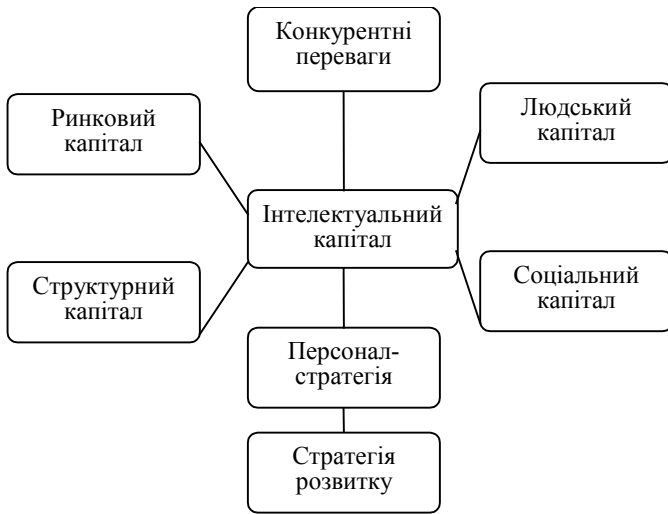 Конкурентні
переваги
Ринковий
капітал
Людський
капітал
Інтелектуальний
капітал
Структурний
капітал
Соціальний
капітал
Персонал-
стратегія
Стратегія
розвитку